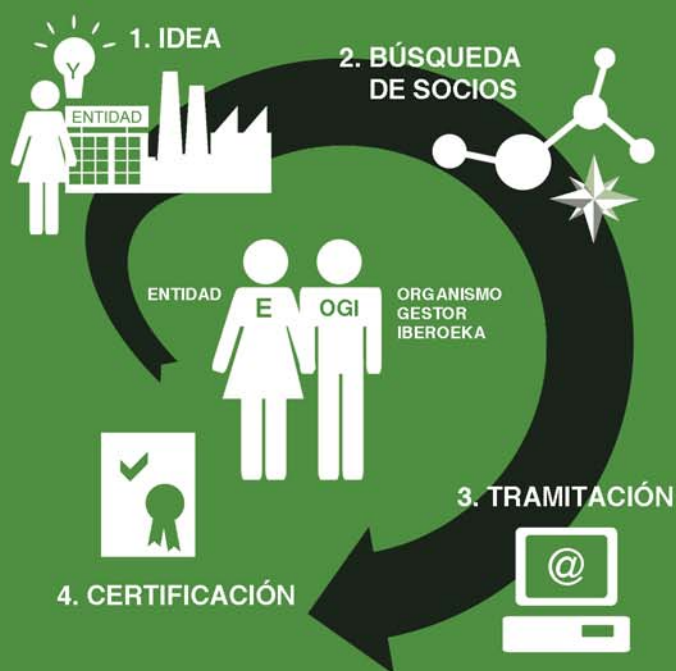 1. IDEA
Y
ENTIDAD
2. BÚSQUEDA
DE SOCIOS
ENTIDAD
E
OGI
ORGANISMO
GESTOR
IBEROEKA
3. TRAMITACIÓN
@
4. CERTIFICACIÓN